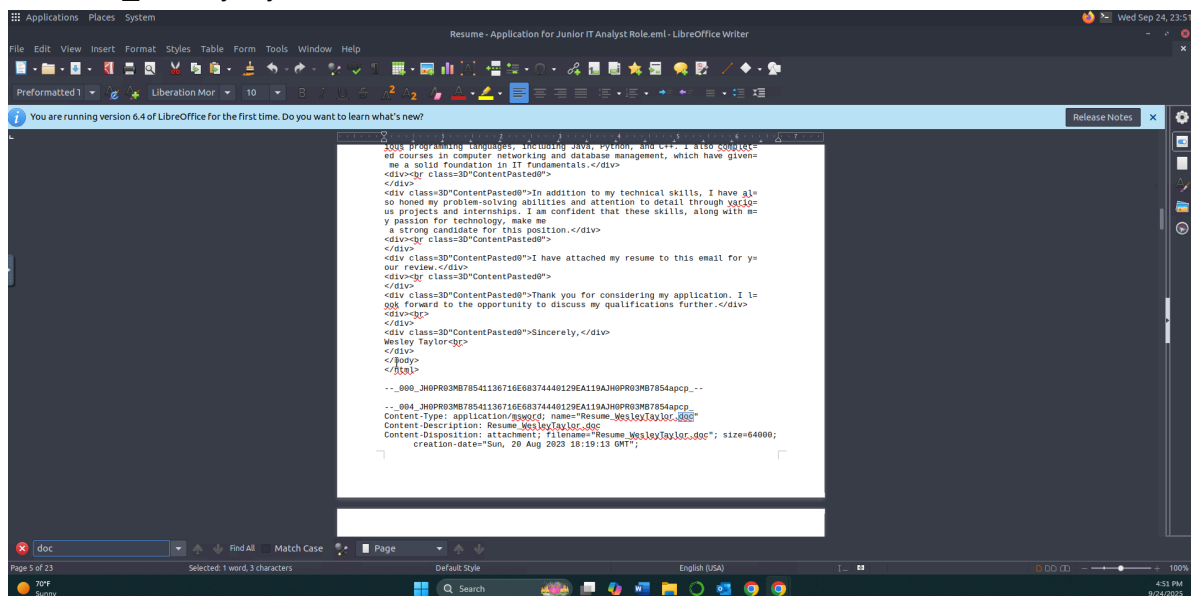 Applications Places System
Wed Sep 24, 23:51
Resume - Application for Junior IT Analyst Role.eml - LibreOffice Writer
File Edit View Insert Format Styles Table Form Tools Window Help
Preformatted T
Liberation Mor
10
You are running version 6.4 of LibreOffice for the first time. Do you want to learn what's new?
Release Notes
ious programming languages, including Java, Python, and C++. I also complet=
ed courses in computer networking and database management, which have given=
me a solid foundation in IT fundamentals.</div>
<div><br class=3D"ContentPasted0">
</div>
<div class=3D"ContentPasted0">In addition to my technical skills, I have al=
so honed my problem-solving abilities and attention to detail through vario=
us projects and internships. I am confident that these skills, along with m=
y passion for technology, make me
a strong candidate for this position.</div>
<div><br class=3D"ContentPasted0">
</div>
<div class=3D"ContentPasted0">I have attached my resume to this email for y=
our review.</div>
<div><br class=3D"ContentPasted0">
</div>
<div class=3D"ContentPasted0">Thank you for considering my application. I l=
ook forward to the opportunity to discuss my qualifications further.</div>
<div><br>
</div>
<div class=3D"ContentPasted0">Sincerely,</div>
Wesley Taylor<br>
</div>
</body>
</html>
--_000_JH0PR03MB78541136716E68374440129EA119AJH0PR03MB7854apcp_--
--_004_JH0PR03MB78541136716E68374440129EA119AJH0PR03MB7854apcp_
Content-Type: application/msword; name="Resume_WesleyTaylor.doc"
Content-Description: Resume_WesleyTaylor.doc
Content-Disposition: attachment; filename="Resume_WesleyTaylor.doc"; size=64000;
creation-date="Sun, 20 Aug 2023 18:19:13 GMT";
doc
Find All
Match Case
Page
Page 5 of 23
Selected: 1 word, 3 characters
Default Style
English (USA)
100%
70°F
Sunny
Search
4:51 PM
9/24/2025